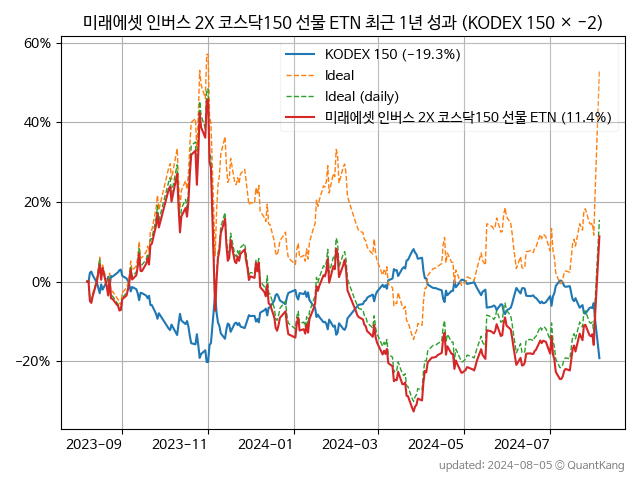 미래에셋 인버스 2X 코스닥150 선물 ETN 최근 1년 성과 (KODEX 150 × −2)
60%
40%
20%
0%
−20%
KODEX 150 (−19.3%)
Ideal
Ideal (daily)
미래에셋 인버스 2X 코스닥150 선물 ETN (11.4%)
2023-09
2023-11
2024-01
2024-03
2024-05
2024-07
updated: 2024-08-05 © QuantKang